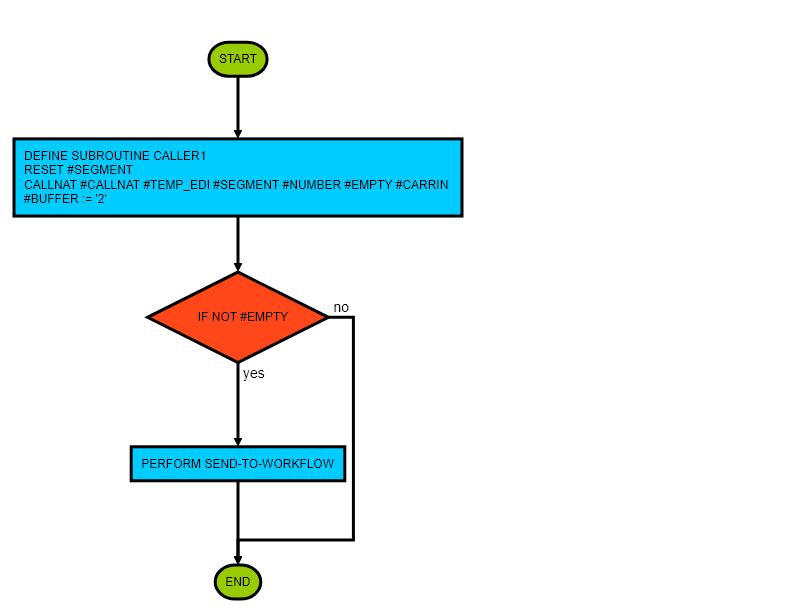 START
DEFINE SUBROUTINE CALLER1
RESET #SEGMENT
CALLNAT #CALLNAT #TEMP_EDI #SEGMENT #NUMBER #EMPTY #CARRIN
#BUFFER := '2'
IF NOT #EMPTY
no
yes
PERFORM SEND-TO-WORKFLOW
END